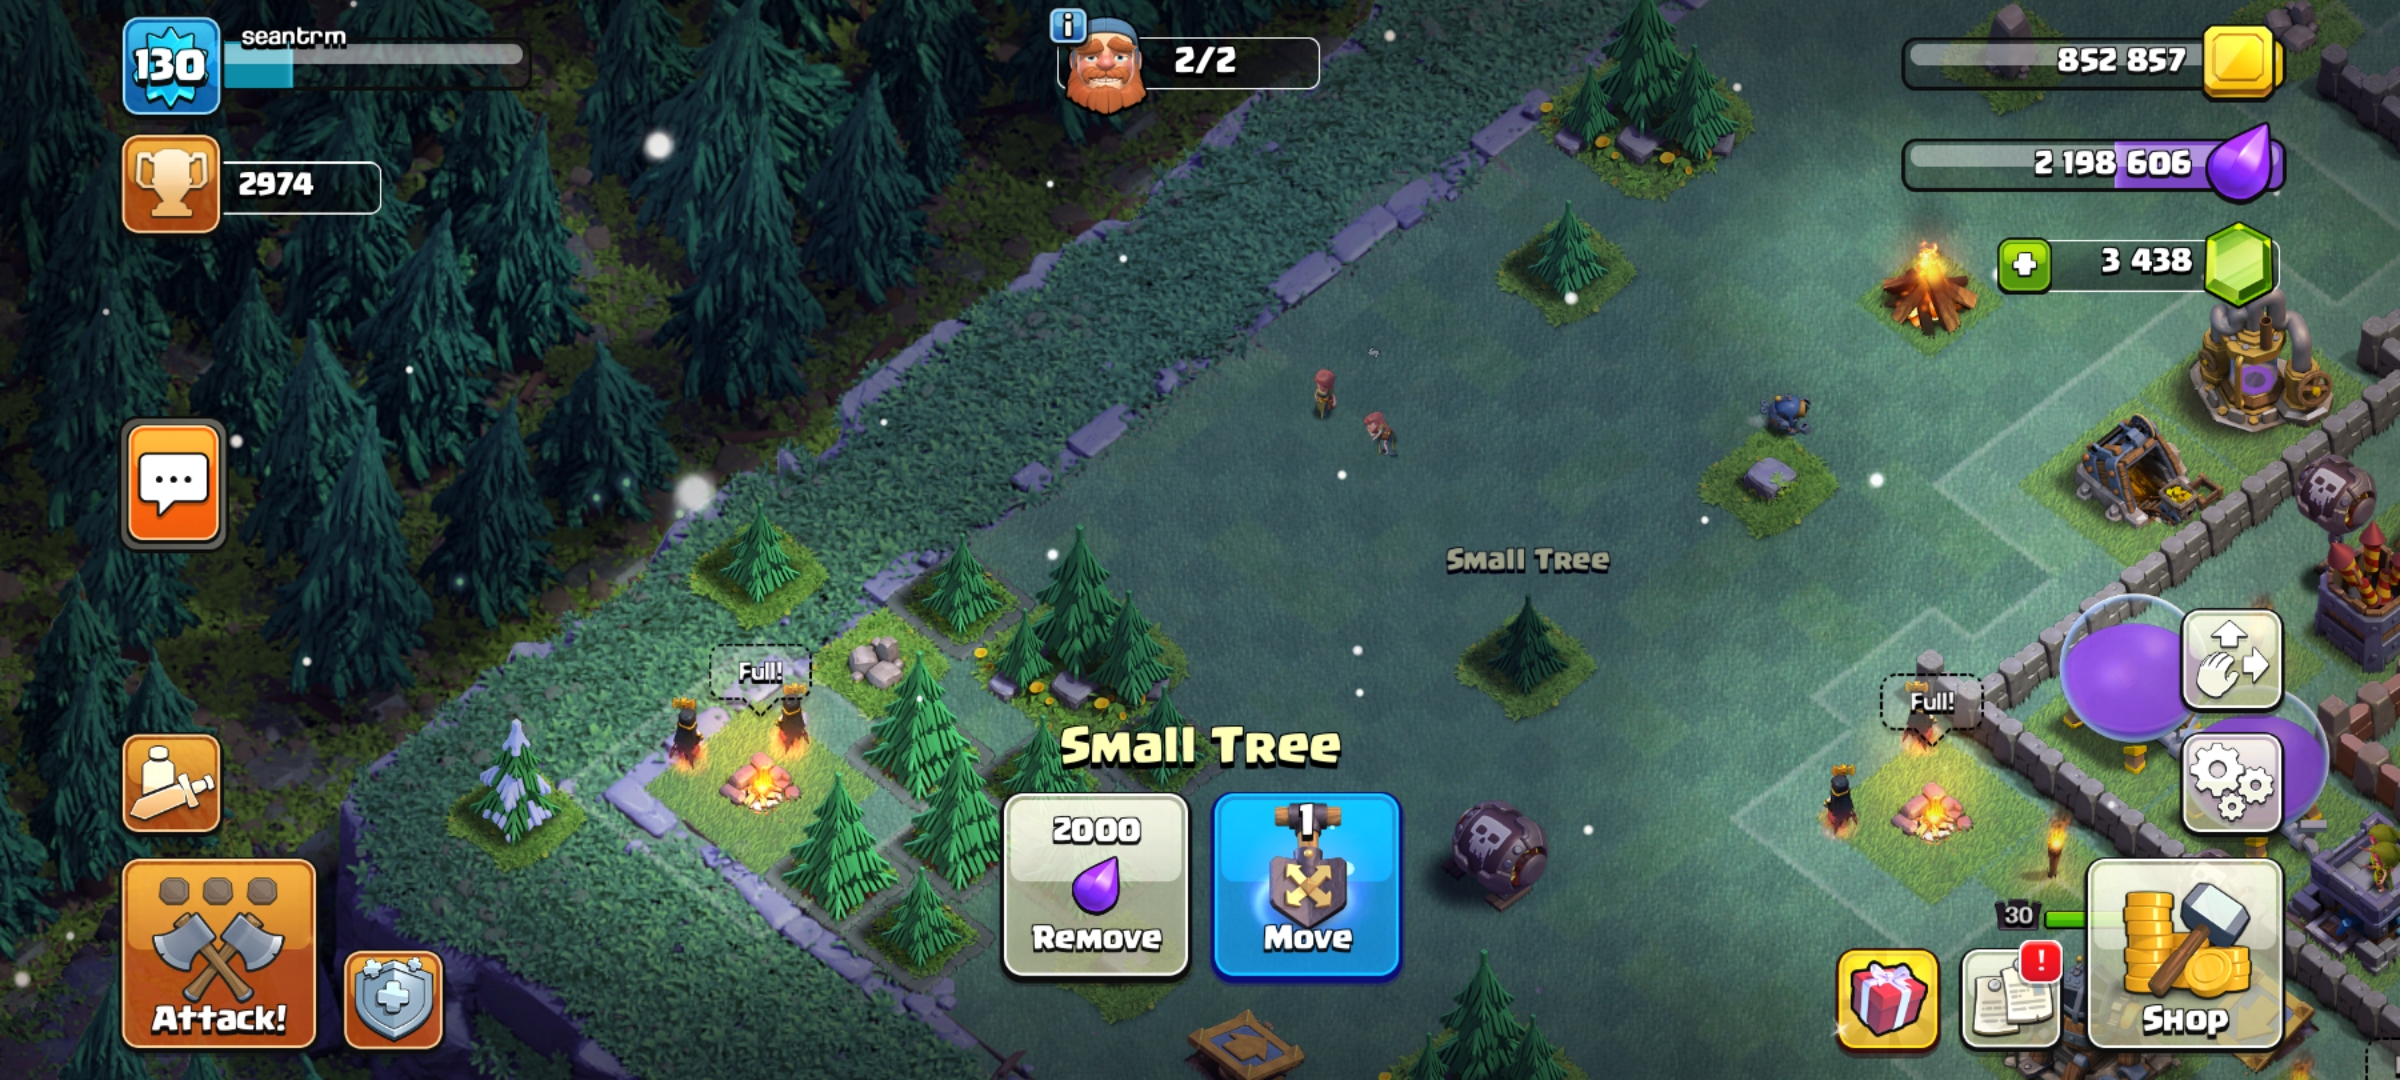 130
seantrm
2/2
852 857
2974
2 198 606
3 438
Small Tree
Full!
Full!
Small Tree
2000
Remove
1
Move
30
!
Attack!
Shop